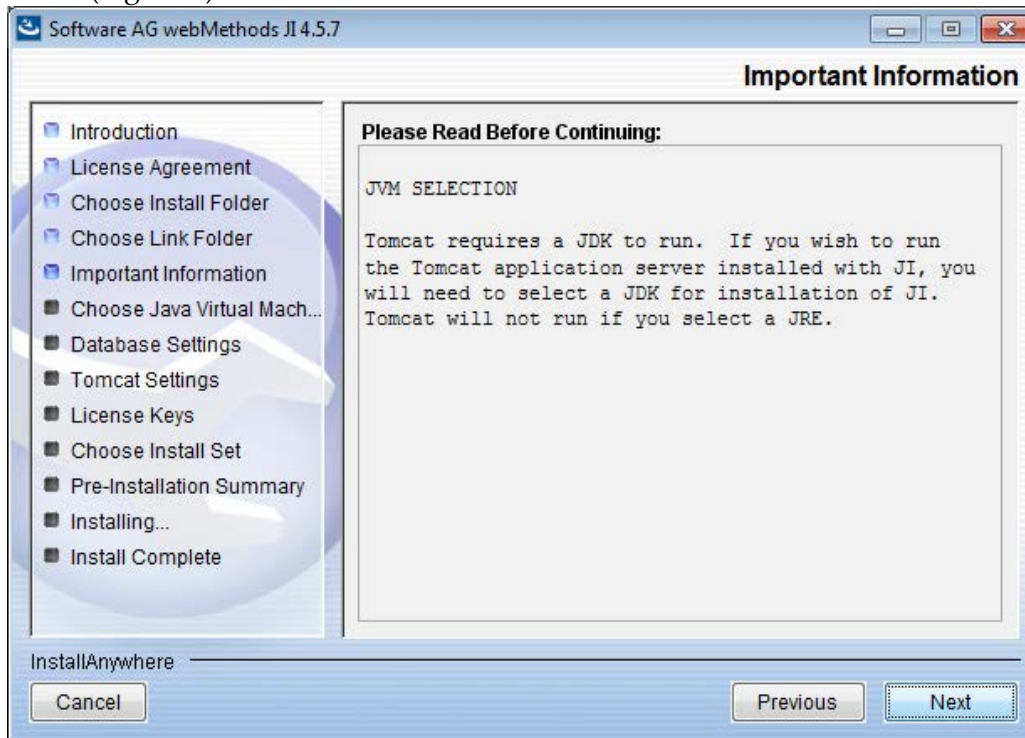 Software AG webMethods JI 4.5.7
Important Information
Introduction
License Agreement
Choose Install Folder
Choose Link Folder
Important Information
Choose Java Virtual Mach...
Database Settings
Tomcat Settings
License Keys
Choose Install Set
Pre-Installation Summary
Installing...
Install Complete
Please Read Before Continuing:
JVM SELECTION
Tomcat requires a JDK to run.  If you wish to run
the Tomcat application server installed with JI, you
will need to select a JDK for installation of JI.
Tomcat will not run if you select a JRE.
InstallAnywhere
Cancel
Previous
Next